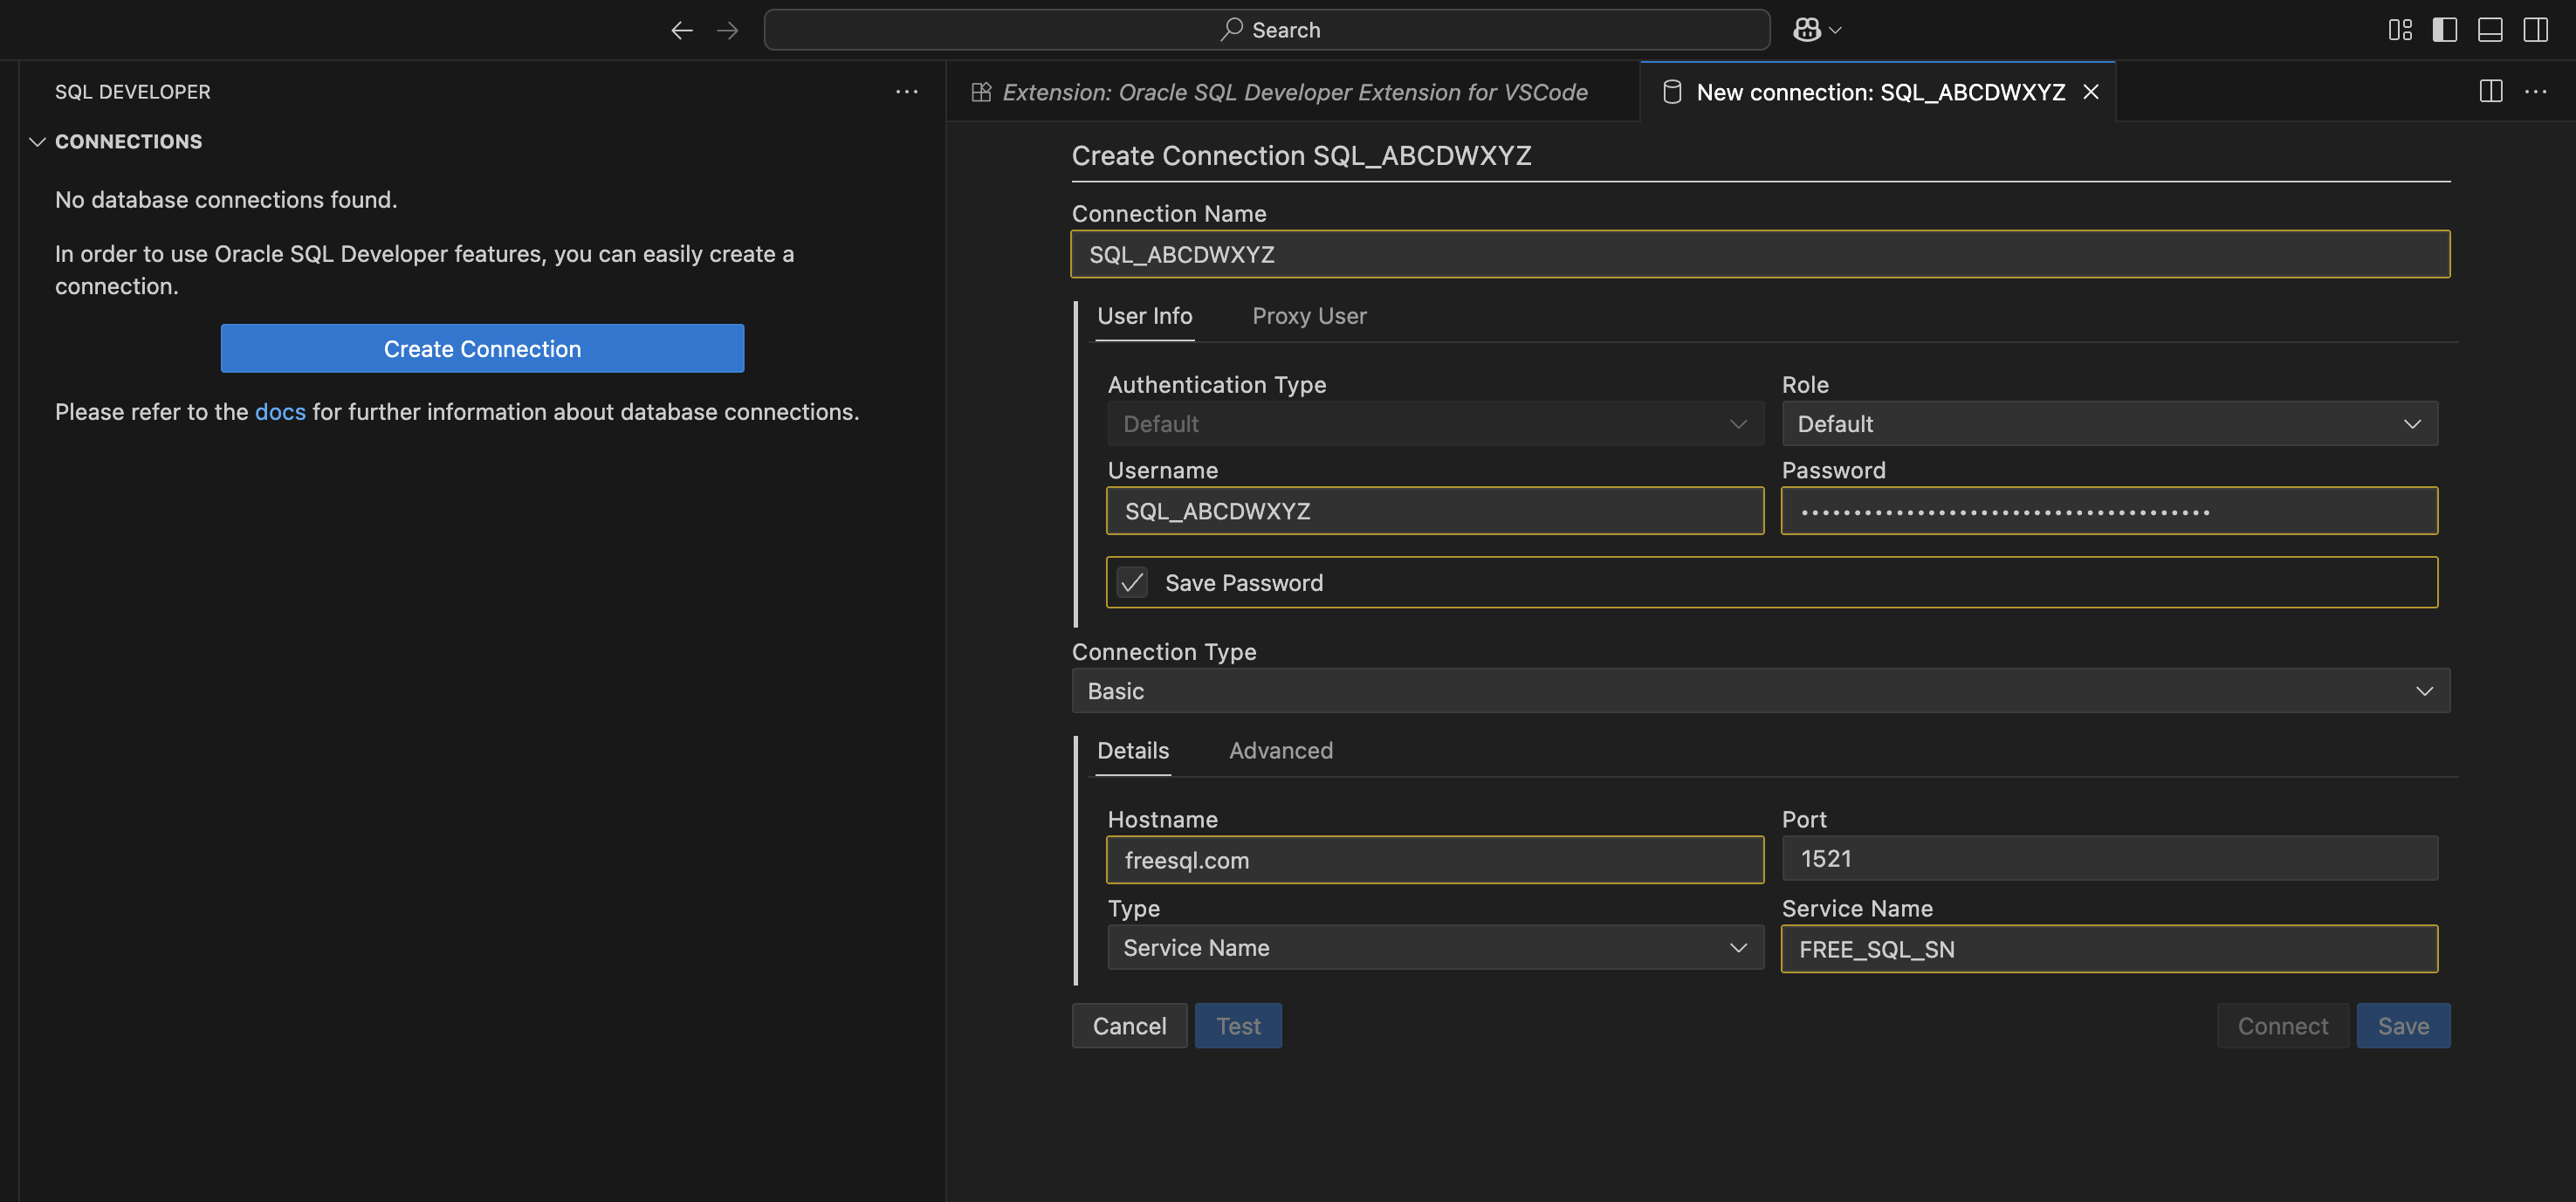 Search
SQL DEVELOPER
CONNECTIONS
No database connections found.
In order to use Oracle SQL Developer features, you can easily create a
connection.
Create Connection
Please refer to the docs for further information about database connections.
Extension: Oracle SQL Developer Extension for VSCode
New connection: SQL_ABCDWXYZ
Create Connection SQL_ABCDWXYZ
Connection Name
SQL_ABCDWXYZ
User Info Proxy User
Authentication Type Role
Default Default
Username Password
SQL_ABCDWXYZ •••••••••••••••••••••••••••••••••••••••
Save Password
Connection Type
Basic
Details Advanced
Hostname Port
freesql.com 1521
Type Service Name
Service Name FREE_SQL_SN
Cancel Test Connect Save